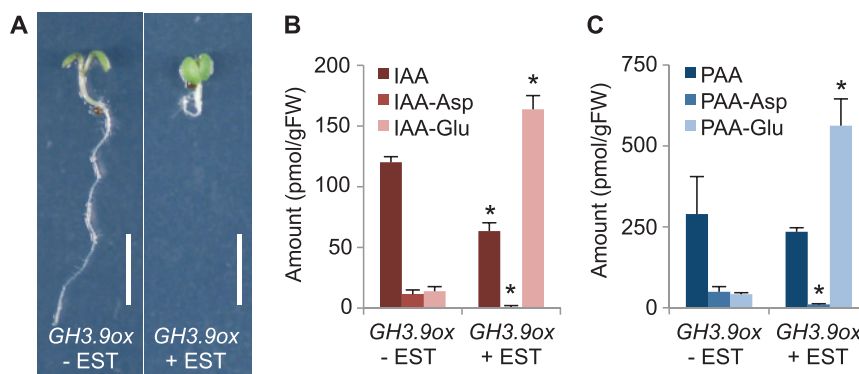 A
GH3.9ox
- EST
GH3.9ox
+ EST
B
Amount (pmol/gFW)
200
150
100
50
0
IAA
IAA-Asp
IAA-Glu
*
*
*
GH3.9ox
- EST
GH3.9ox
+ EST
C
Amount (pmol/gFW)
750
500
250
0
PAA
PAA-Asp
PAA-Glu
*
*
GH3.9ox
- EST
GH3.9ox
+ EST